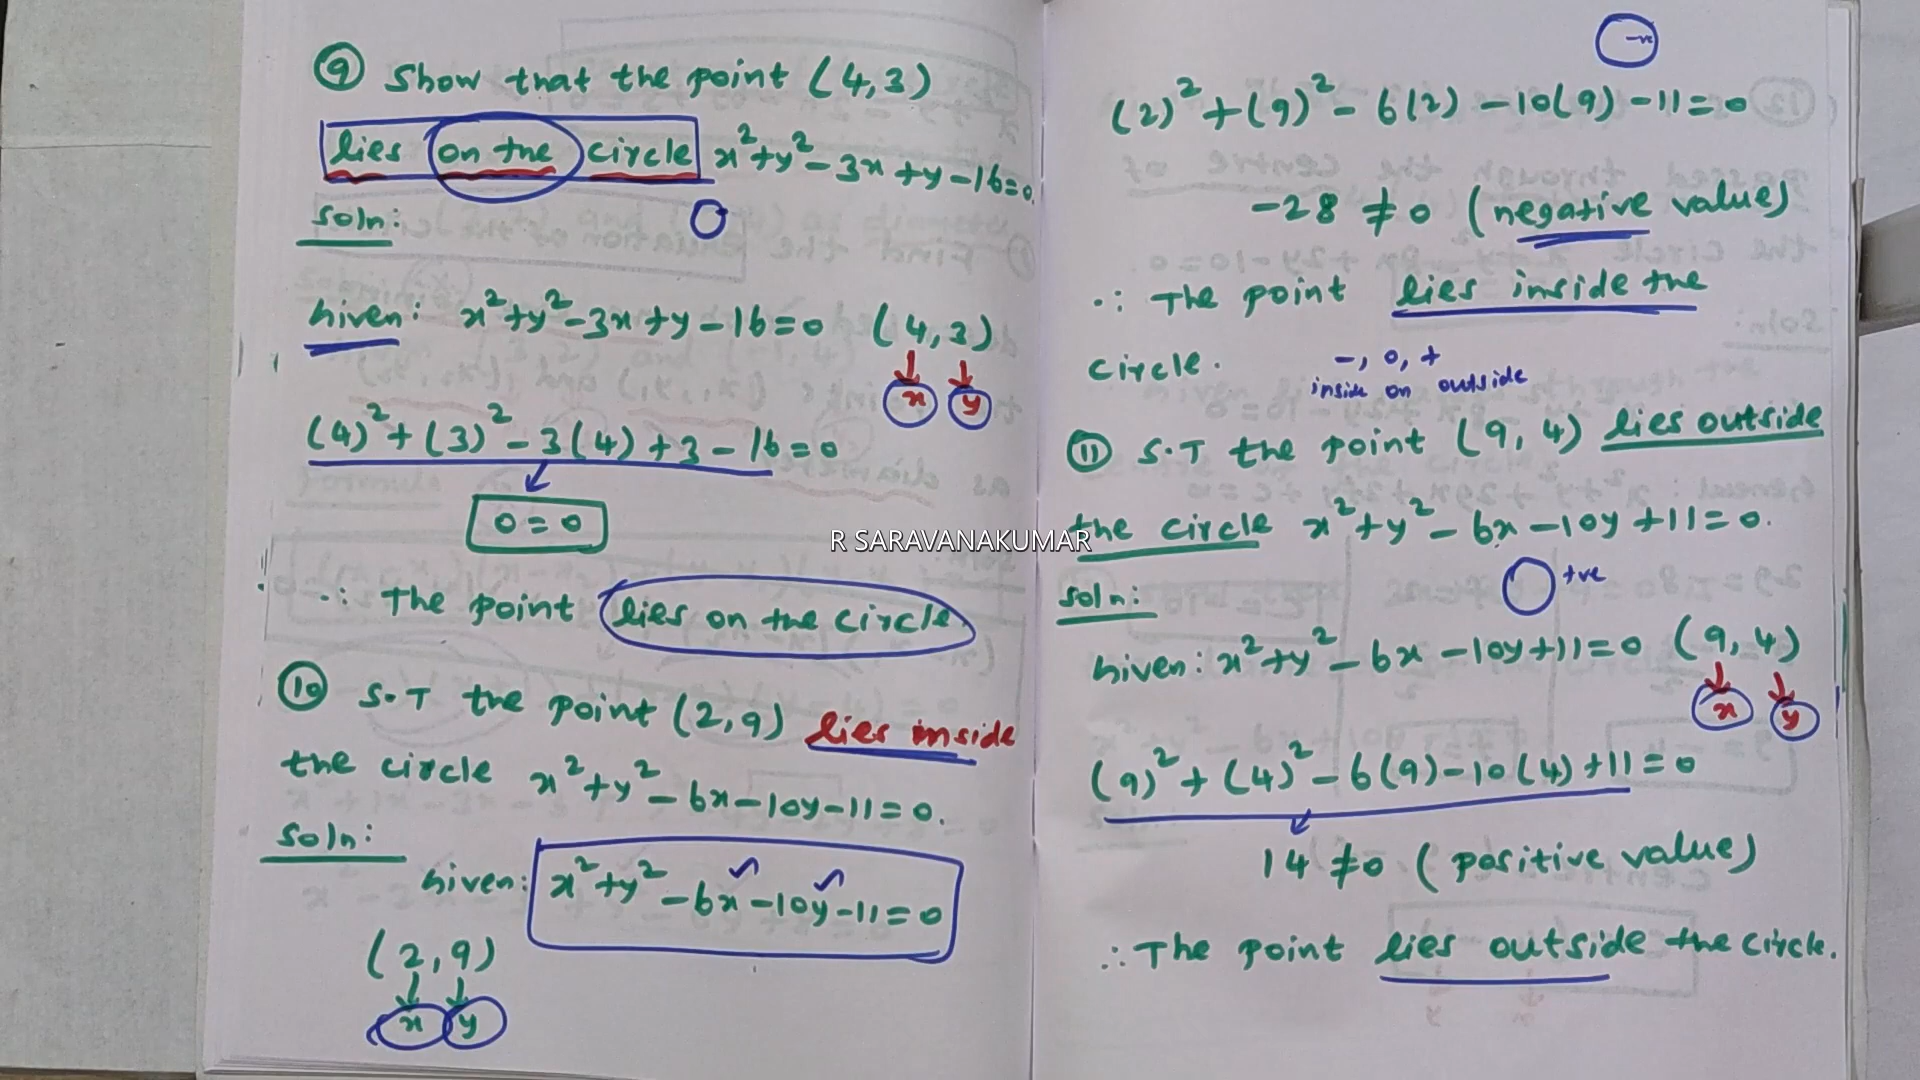 9 Show that the point (4,3)
lies on the circle x²+y²-3x+y-16=0.
Soln:
Given: x²+y²-3x+y-16=0 (4,3)
x y
(4)²+(3)²-3(4)+3-16=0
0=0
∴ The point lies on the circle
10 S.T the point (2,9) lies inside
the circle x²+y²-6x-10y-11=0.
Soln:
Given: x²+y²-6x-10y-11=0
(2,9)
x y
-ve
(2)²+(9)²-6(2)-10(9)-11=0
-28≠0 (negative value)
∴ The point lies inside the
circle.
-, 0, +
inside on outside
11 S.T the point (9,4) lies outside
the circle x²+y²-6x-10y+11=0.
+ve
Soln:
Given: x²+y²-6x-10y+11=0 (9,4)
x y
(9)²+(4)²-6(9)-10(4)+11=0
14≠0 (positive value)
∴ The point lies outside the circle.
R SARAVANAKUMAR